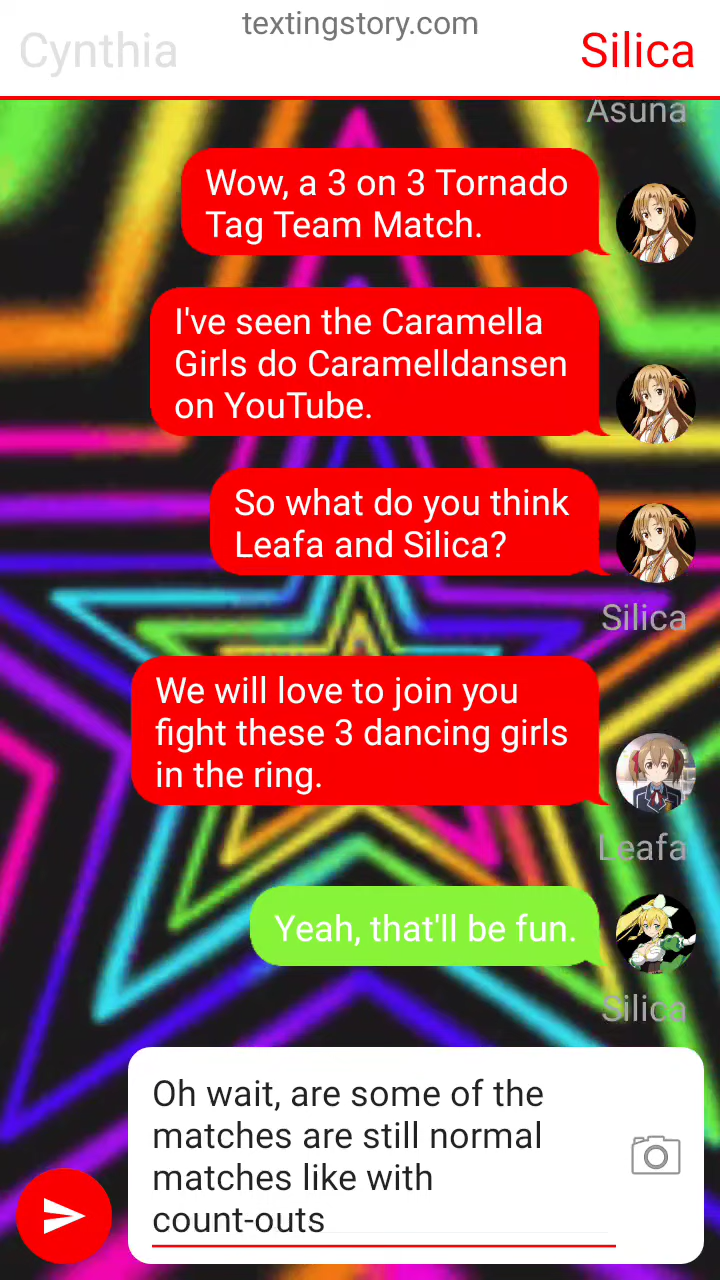 textingstory.com
Cynthia
Silica
Asuna
Wow, a 3 on 3 Tornado
Tag Team Match.
I've seen the Caramella
Girls do Caramelldansen
on YouTube.
So what do you think
Leafa and Silica?
Silica
We will love to join you
fight these 3 dancing girls
in the ring.
Leafa
Yeah, that'll be fun.
Silica
Oh wait, are some of the
matches are still normal
matches like with
count-outs